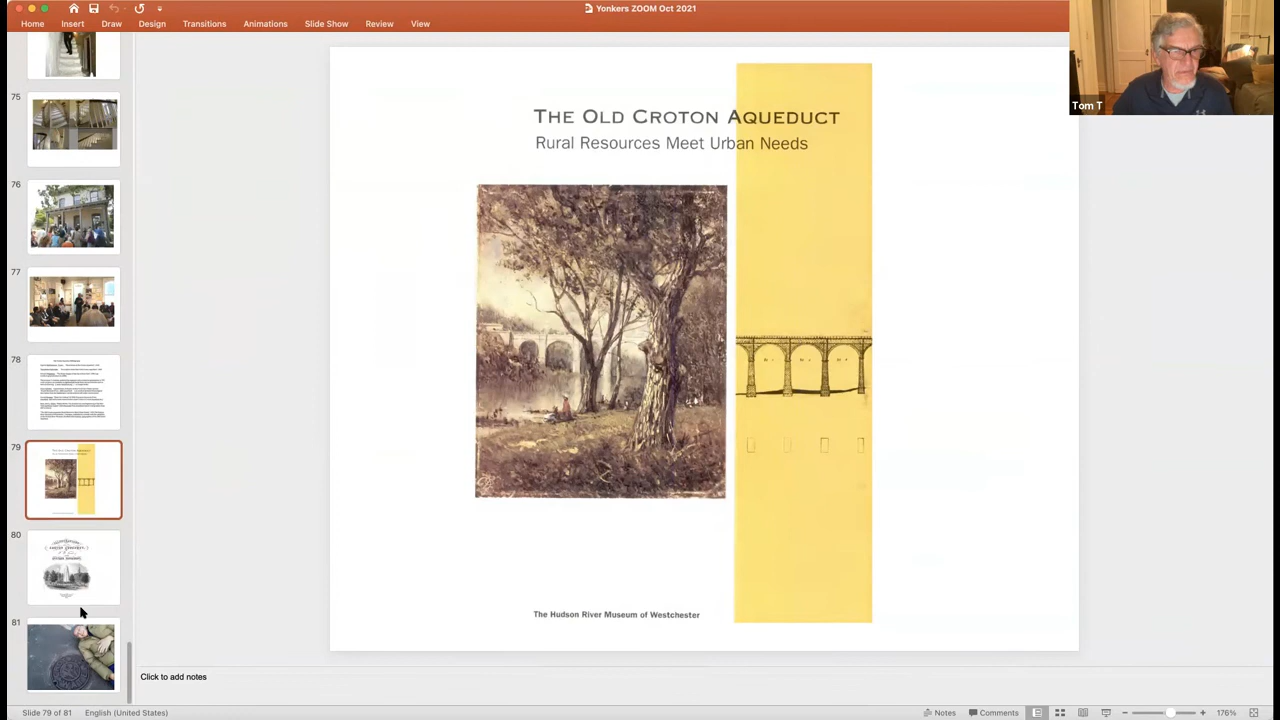 Yonkers ZOOM Oct 2021
Home Insert Draw Design Transitions Animations Slide Show Review View
Tom T
THE OLD CROTON AQUEDUCT
Rural Resources Meet Urban Needs
The Hudson River Museum of Westchester
75
76
77
78
79
80
81
Click to add notes
Slide 79 of 81 English (United States) Notes Comments 176%